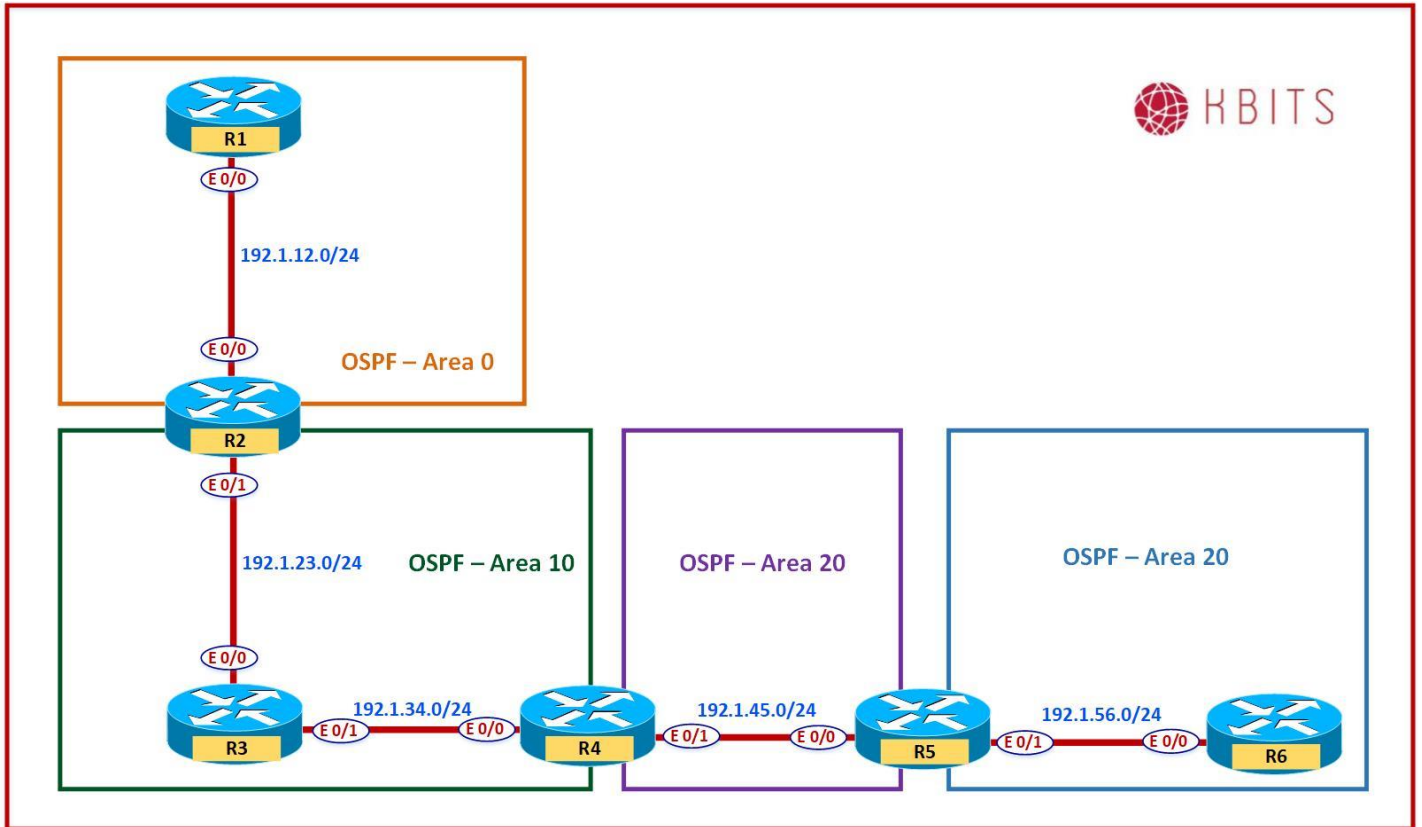 HBITS
R1
E 0/0
192.1.12.0/24
E 0/0
OSPF – Area 0
R2
E 0/1
192.1.23.0/24
OSPF – Area 10
OSPF – Area 20
OSPF – Area 20
E 0/0
R3
E 0/1
192.1.34.0/24
E 0/0
R4
E 0/1
192.1.45.0/24
E 0/0
R5
E 0/1
192.1.56.0/24
E 0/0
R6